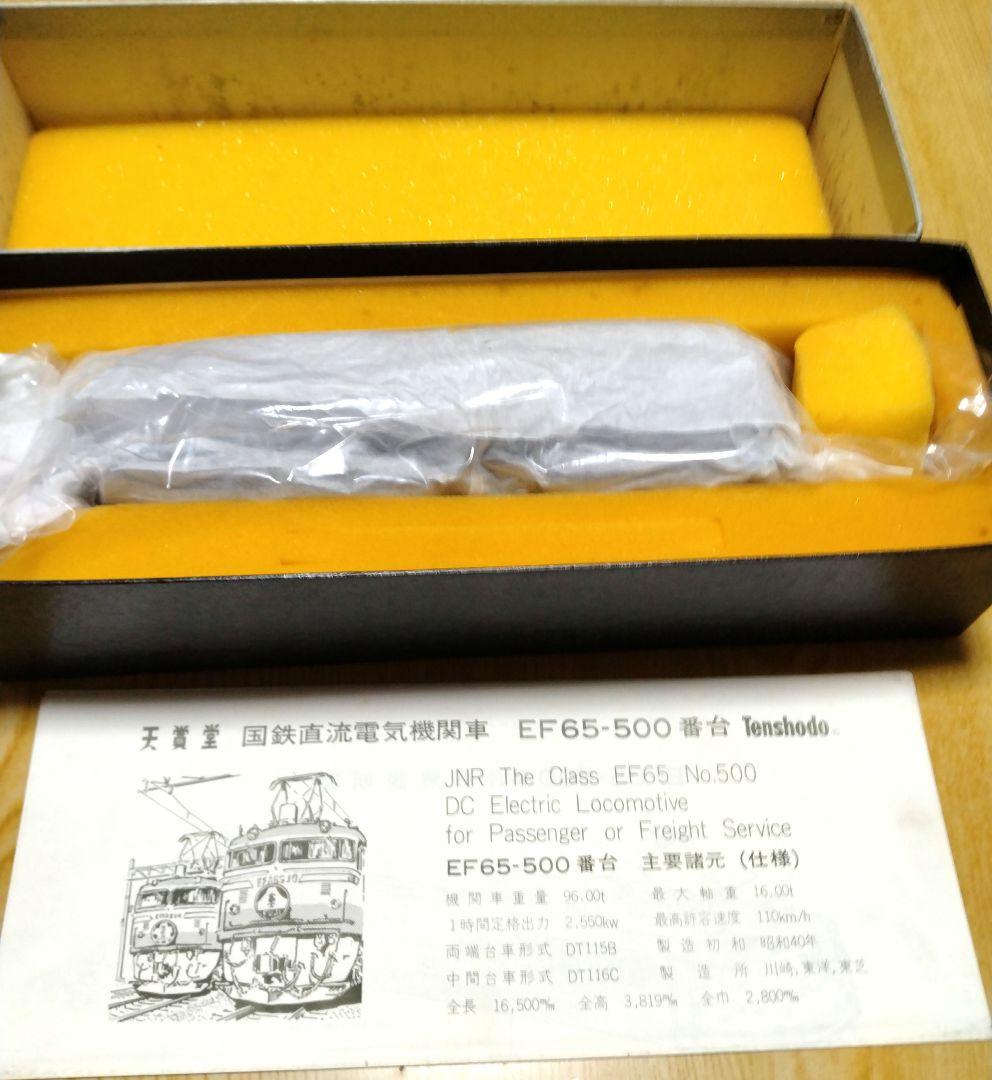 天賞堂 国鉄直流電気機関車 EF65-500番台 Tenshodo
JNR The Class EF65 No,500
DC Electric Locomotive
for Passenger or Freight Service
EF65-500番台 主要諸元 (仕様)
機関車重量 96.00t 最大軸重 16.00t
1時間定格出力 2,550kw 最高許容速度 110km/h
両端台車形式 DT115B 製造初和 昭和40年
中間台車形式 DT116C 製造所 川崎,東洋,東芝
全長 16,500㎜ 全高 3,819㎜ 全巾 2,800㎜